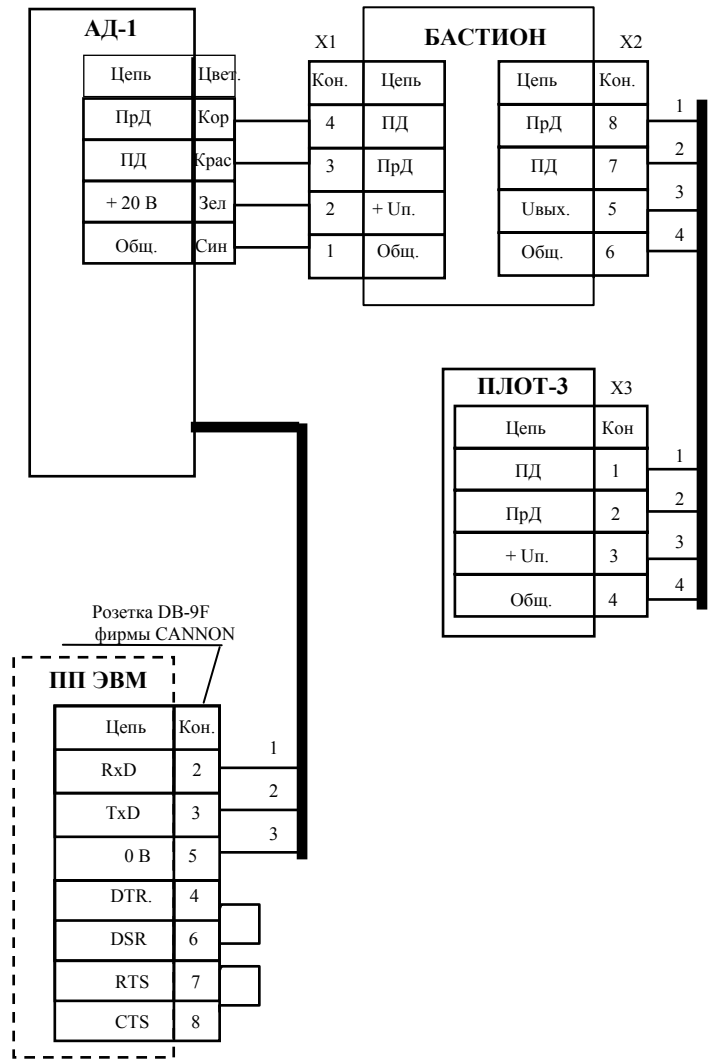 АД-1
Цепь Цвет.
ПрД Кор
ПД Крас
+ 20 В Зел
Общ. Син
X1 БАСТИОН X2
Кон. Цепь Цепь Кон.
4 ПД ПрД 8 1
3 ПрД ПД 7 2
2 + Uп. Uвых. 5 3
1 Общ. Общ. 6 4
ПЛОТ-3 X3
Цепь Кон
ПД 1 1
ПрД 2 2
+ Uп. 3 3
Общ. 4 4
Розетка DB-9F
фирмы CANNON
ПП ЭВМ
Цепь Кон.
RxD 2 1
TxD 3 2
0 В 5 3
DTR. 4
DSR 6
RTS 7
CTS 8